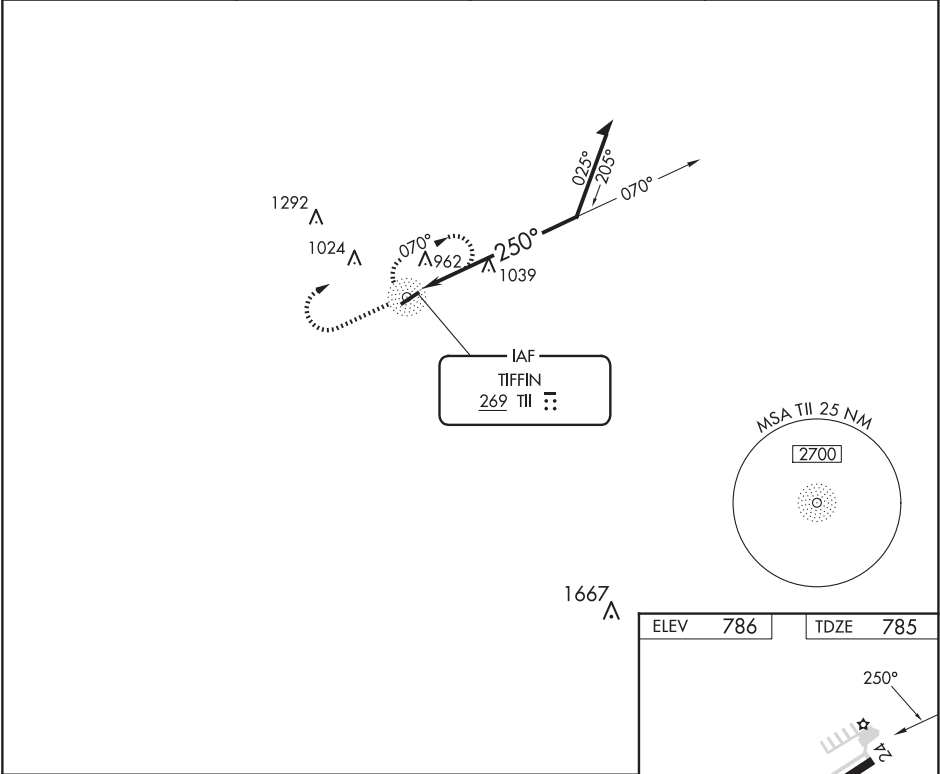 025°
205°
070°
1292
1024
070°
962
250°
1039
IAF
TIFFIN
269 TII
MSA TII 25 NM
2700
1667
ELEV 786
TDZE 785
250°
24